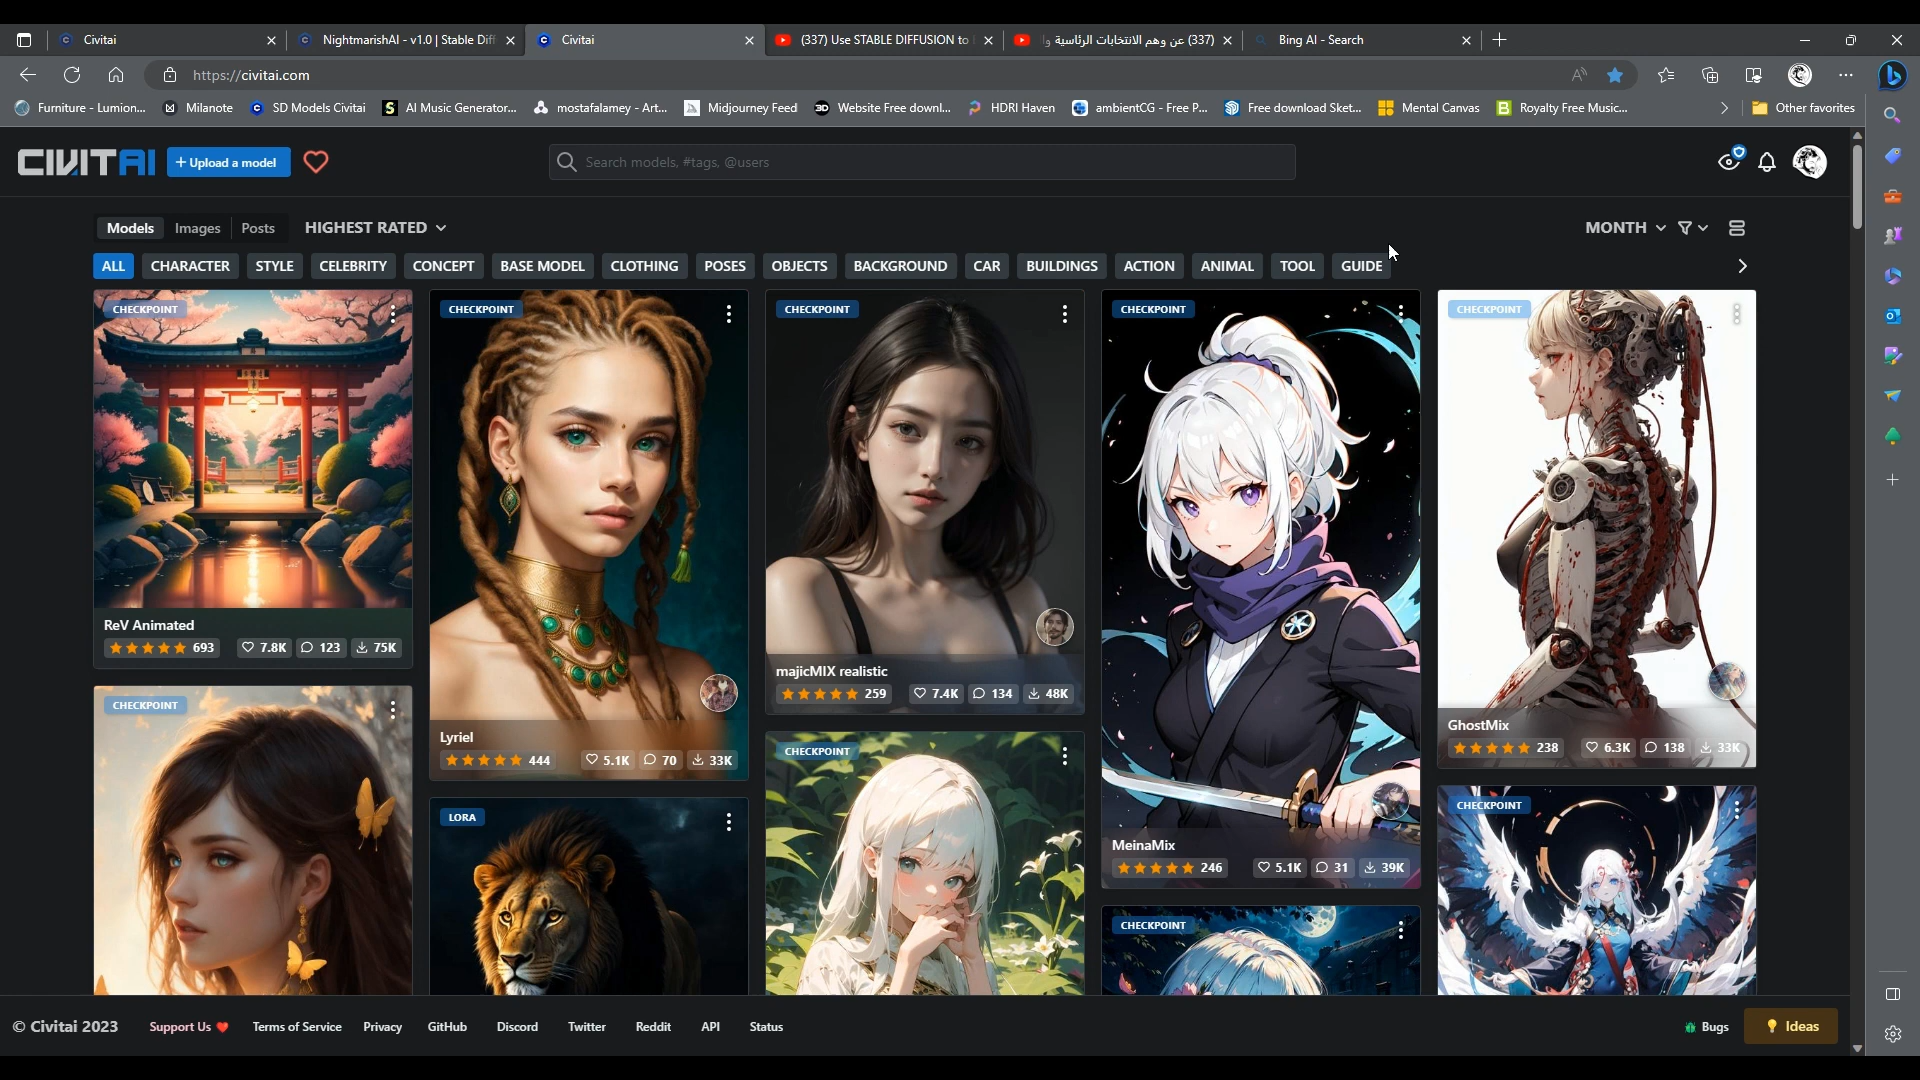 Civitai
NightmarishAI - v1.0 | Stable Diff
Civitai
(337) Use STABLE DIFFUSION to
(337) عن وهم الانتخابات الرئاسية وا
Bing AI - Search
https://civitai.com
Furniture - Lumion...
Milanote
SD Models Civitai
AI Music Generator...
mostafalamey - Art...
Midjourney Feed
Website Free downl...
HDRI Haven
ambientCG - Free P...
Free download Sket...
Mental Canvas
Royalty Free Music...
Other favorites
CIVITAI
+ Upload a model
Search models, #tags, @users
Models
Images
Posts
HIGHEST RATED
MONTH
ALL
CHARACTER
STYLE
CELEBRITY
CONCEPT
BASE MODEL
CLOTHING
POSES
OBJECTS
BACKGROUND
CAR
BUILDINGS
ACTION
ANIMAL
TOOL
GUIDE
CHECKPOINT
ReV Animated
693
7.8K
123
75K
CHECKPOINT
CHECKPOINT
Lyriel
444
5.1K
70
33K
LORA
CHECKPOINT
majicMIX realistic
259
7.4K
134
48K
CHECKPOINT
CHECKPOINT
MeinaMix
246
5.1K
31
39K
CHECKPOINT
CHECKPOINT
GhostMix
238
6.3K
138
33K
CHECKPOINT
© Civitai 2023
Support Us
Terms of Service
Privacy
GitHub
Discord
Twitter
Reddit
API
Status
Bugs
Ideas